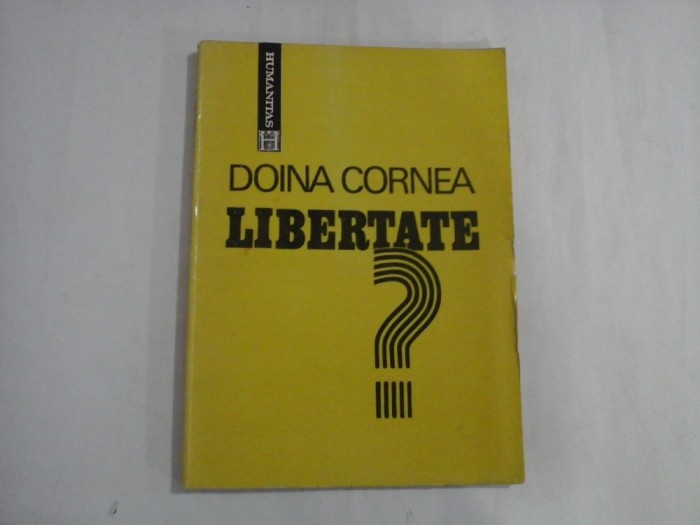 HUMANITAS
DOINA CORNEA
LIBERTATE
?